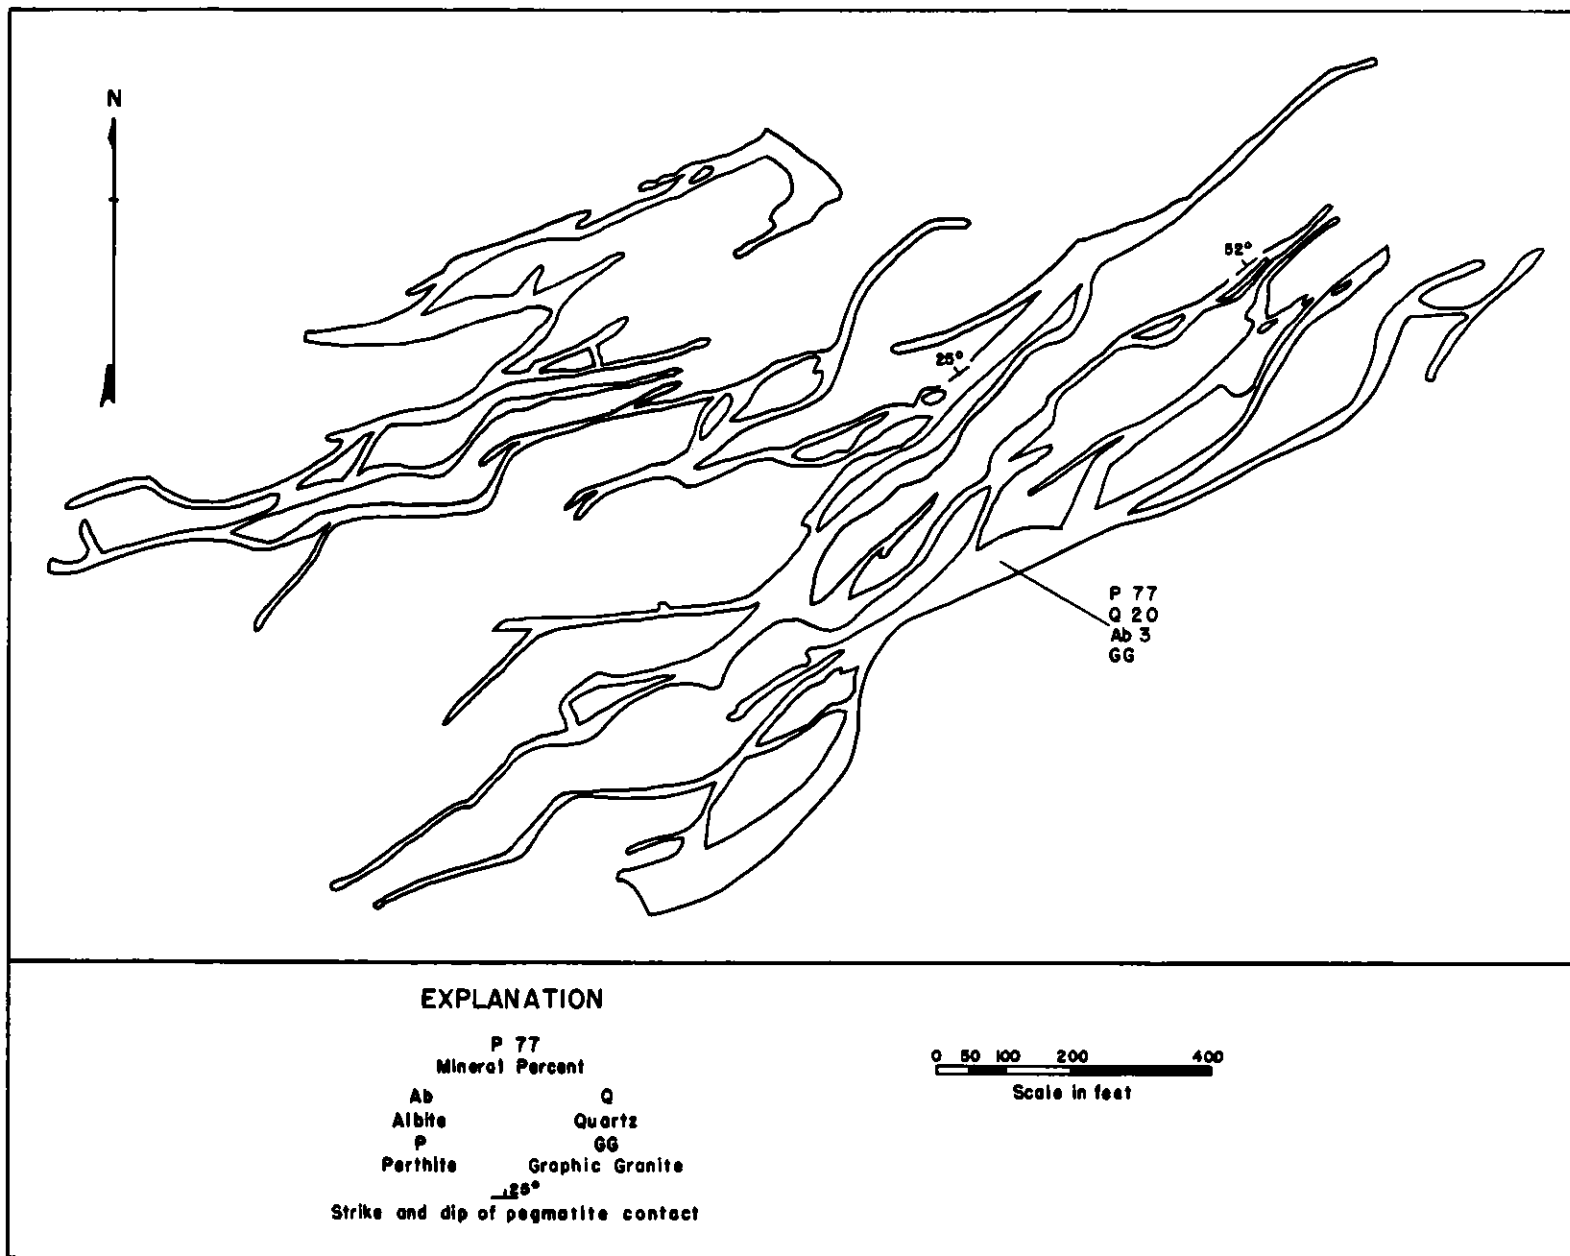 N
52°
25°
P 77
Q 20
Ab 3
GG
EXPLANATION
P 77
Mineral Percent
Ab Q
Albite Quartz
P GG
Perthite Graphic Granite
25°
Strike and dip of pegmatite contact
0 50 100 200 400
Scale in feet